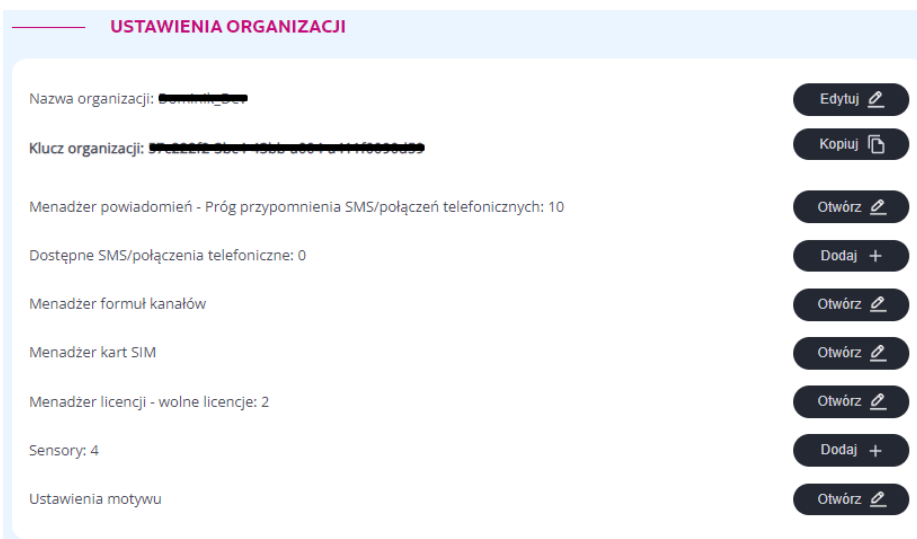 USTAWIENIA ORGANIZACJI
Nazwa organizacji:
Edytuj
Klucz organizacji:
Kopiuj
Menadżer powiadomień - Próg przypomnienia SMS/połączeń telefonicznych: 10
Otwórz
Dostępne SMS/połączenia telefoniczne: 0
Dodaj +
Menadżer formuł kanałów
Otwórz
Menadżer kart SIM
Otwórz
Menadżer licencji - wolne licencje: 2
Otwórz
Sensory: 4
Dodaj +
Ustawienia motywu
Otwórz